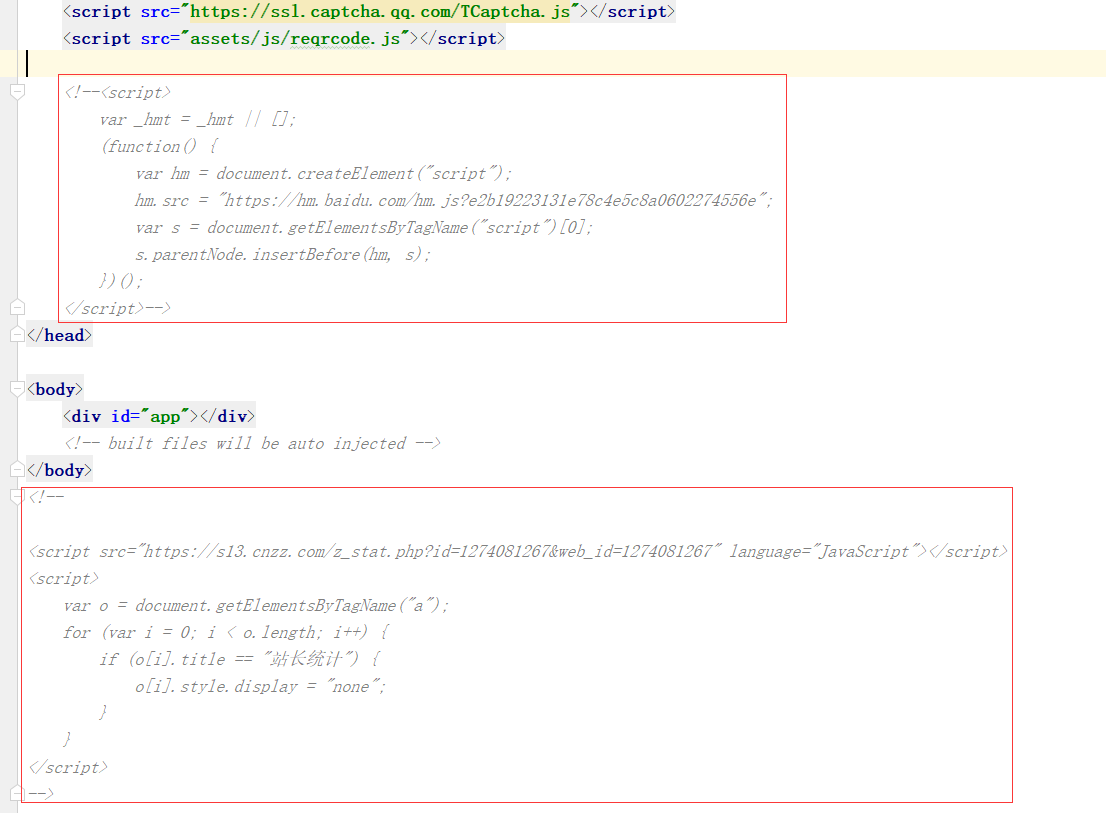 <script src="https://ssl.captcha.qq.com/TCaptcha.js"></script>
<script src="assets/js/reqrcode.js"></script>
<!--<script>
var _hmt = _hmt || [];
(function() {
var hm = document.createElement("script");
hm.src = "https://hm.baidu.com/hm.js?e2b19223131e78c4e5c8a0602274556e";
var s = document.getElementsByTagName("script")[0];
s.parentNode.insertBefore(hm, s);
})();
</script>-->
</head>
<body>
<div id="app"></div>
<!-- built files will be auto injected -->
</body>
<!--
<script src="https://s13.cnzz.com/z_stat.php?id=1274081267&web_id=1274081267" language="JavaScript"></script>
<script>
var o = document.getElementsByTagName("a");
for (var i = 0; i < o.length; i++) {
if (o[i].title == "站长统计") {
o[i].style.display = "none";
}
}
</script>
-->